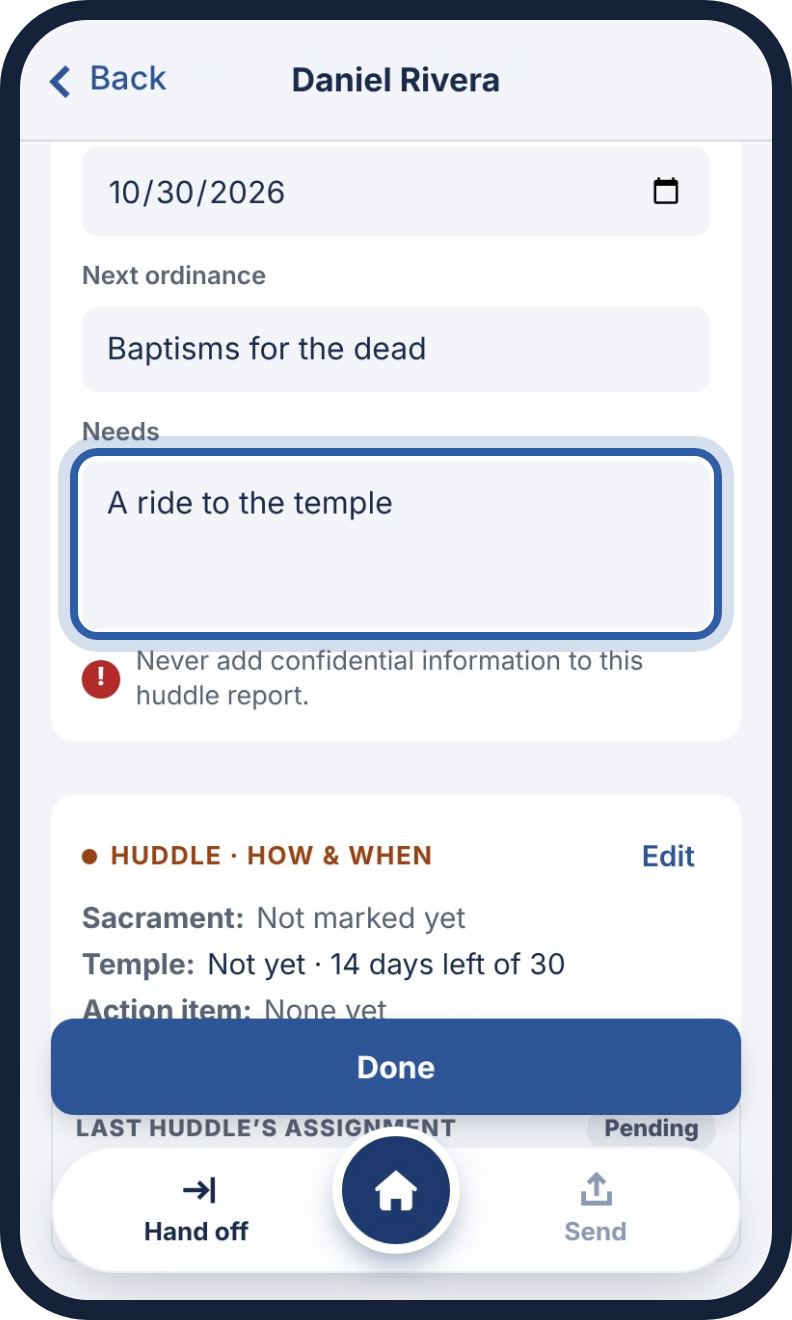 Back
Daniel Rivera
10/30/2026
Next ordinance
Baptisms for the dead
Needs
A ride to the temple
Never add confidential information to this
huddle report.
HUDDLE · HOW & WHEN
Edit
Sacrament: Not marked yet
Temple: Not yet · 14 days left of 30
Action item: None yet
Done
LAST HUDDLE’S ASSIGNMENT
Pending
Hand off
Send